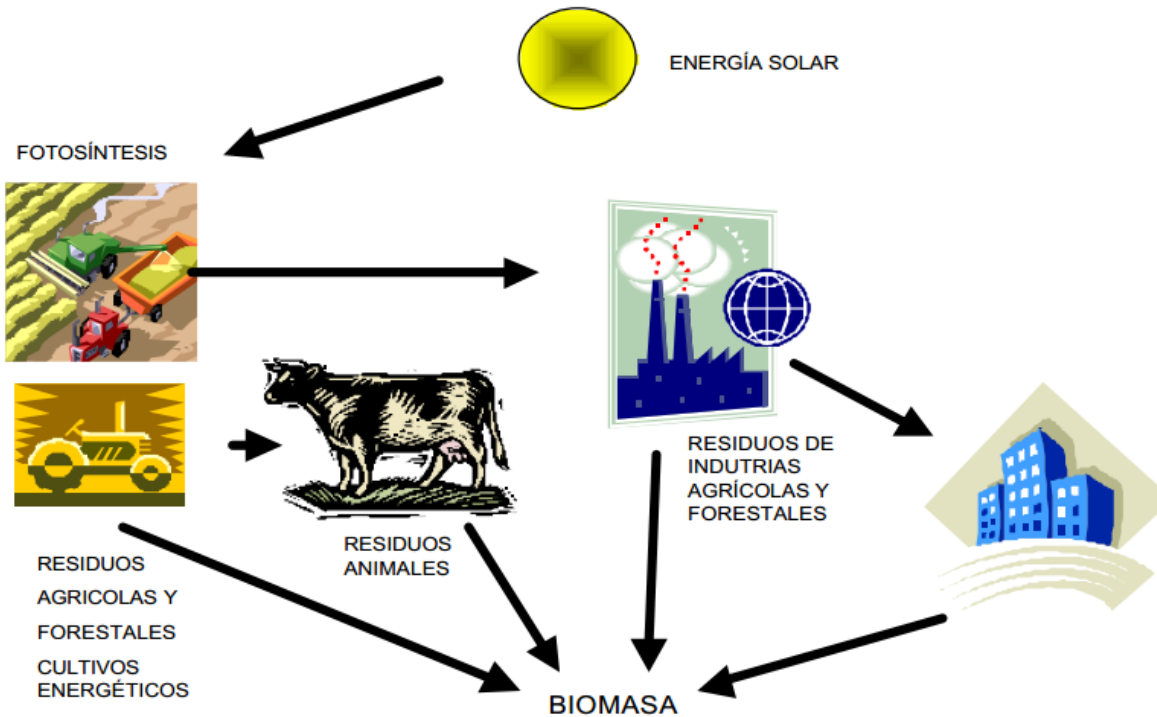 ENERGÍA SOLAR
FOTOSÍNTESIS
RESIDUOS DE
INDUTRIAS
AGRÍCOLAS Y
FORESTALES
RESIDUOS
ANIMALES
RESIDUOS
AGRICOLAS Y
FORESTALES
CULTIVOS
ENERGÉTICOS
BIOMASA